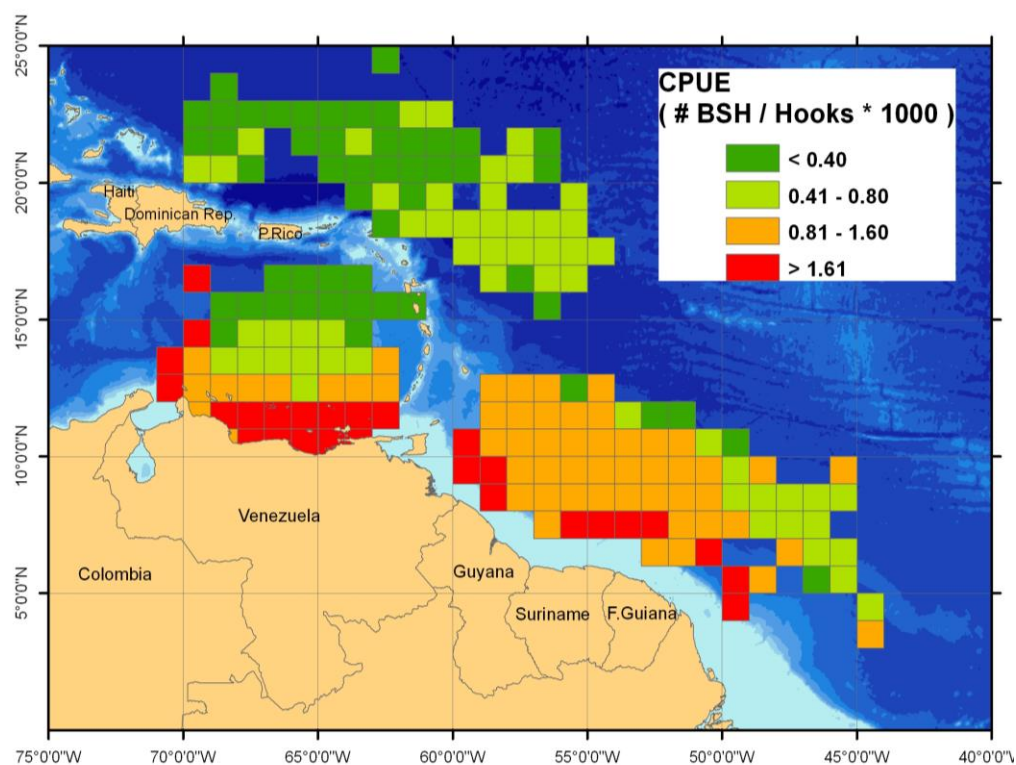 25°0'0"N
CPUE
( # BSH / Hooks * 1000 )
< 0.40
0.41 - 0.80
0.81 - 1.60
> 1.61
20°0'0"N
Haiti
Dominican Rep.
P.Rico
15°0'0"N
10°0'0"N
Venezuela
Colombia
Guyana
5°0'0"N
Suriname
F.Guiana
75°0'0"W
70°0'0"W
65°0'0"W
60°0'0"W
55°0'0"W
50°0'0"W
45°0'0"W
40°0'0"V